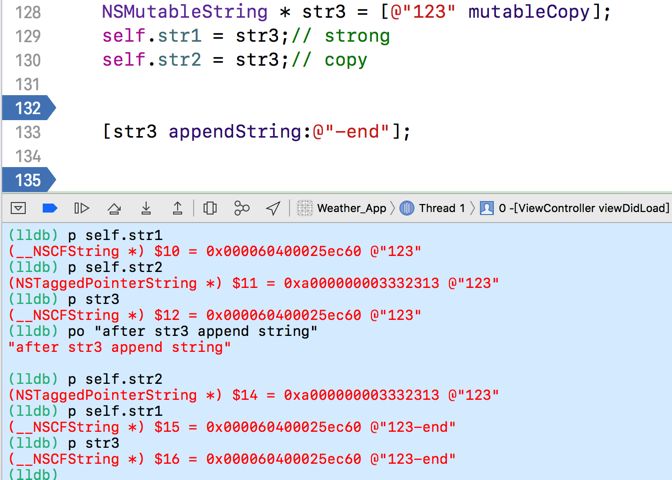 128 NSMutableString * str3 = [@"123" mutableCopy];
129 self.str1 = str3;// strong
130 self.str2 = str3;// copy
131
132
133 [str3 appendString:@"-end"];
134
135
Weather_App Thread 1 0 -[ViewController viewDidLoad]
(lldb) p self.str1
(__NSCFString *) $10 = 0x000060400025ec60 @"123"
(lldb) p self.str2
(NSTaggedPointerString *) $11 = 0xa000000003332313 @"123"
(lldb) p str3
(__NSCFString *) $12 = 0x000060400025ec60 @"123"
(lldb) po "after str3 append string"
"after str3 append string"
(lldb) p self.str2
(NSTaggedPointerString *) $14 = 0xa000000003332313 @"123"
(lldb) p self.str1
(__NSCFString *) $15 = 0x000060400025ec60 @"123-end"
(lldb) p str3
(__NSCFString *) $16 = 0x000060400025ec60 @"123-end"
(lldb)